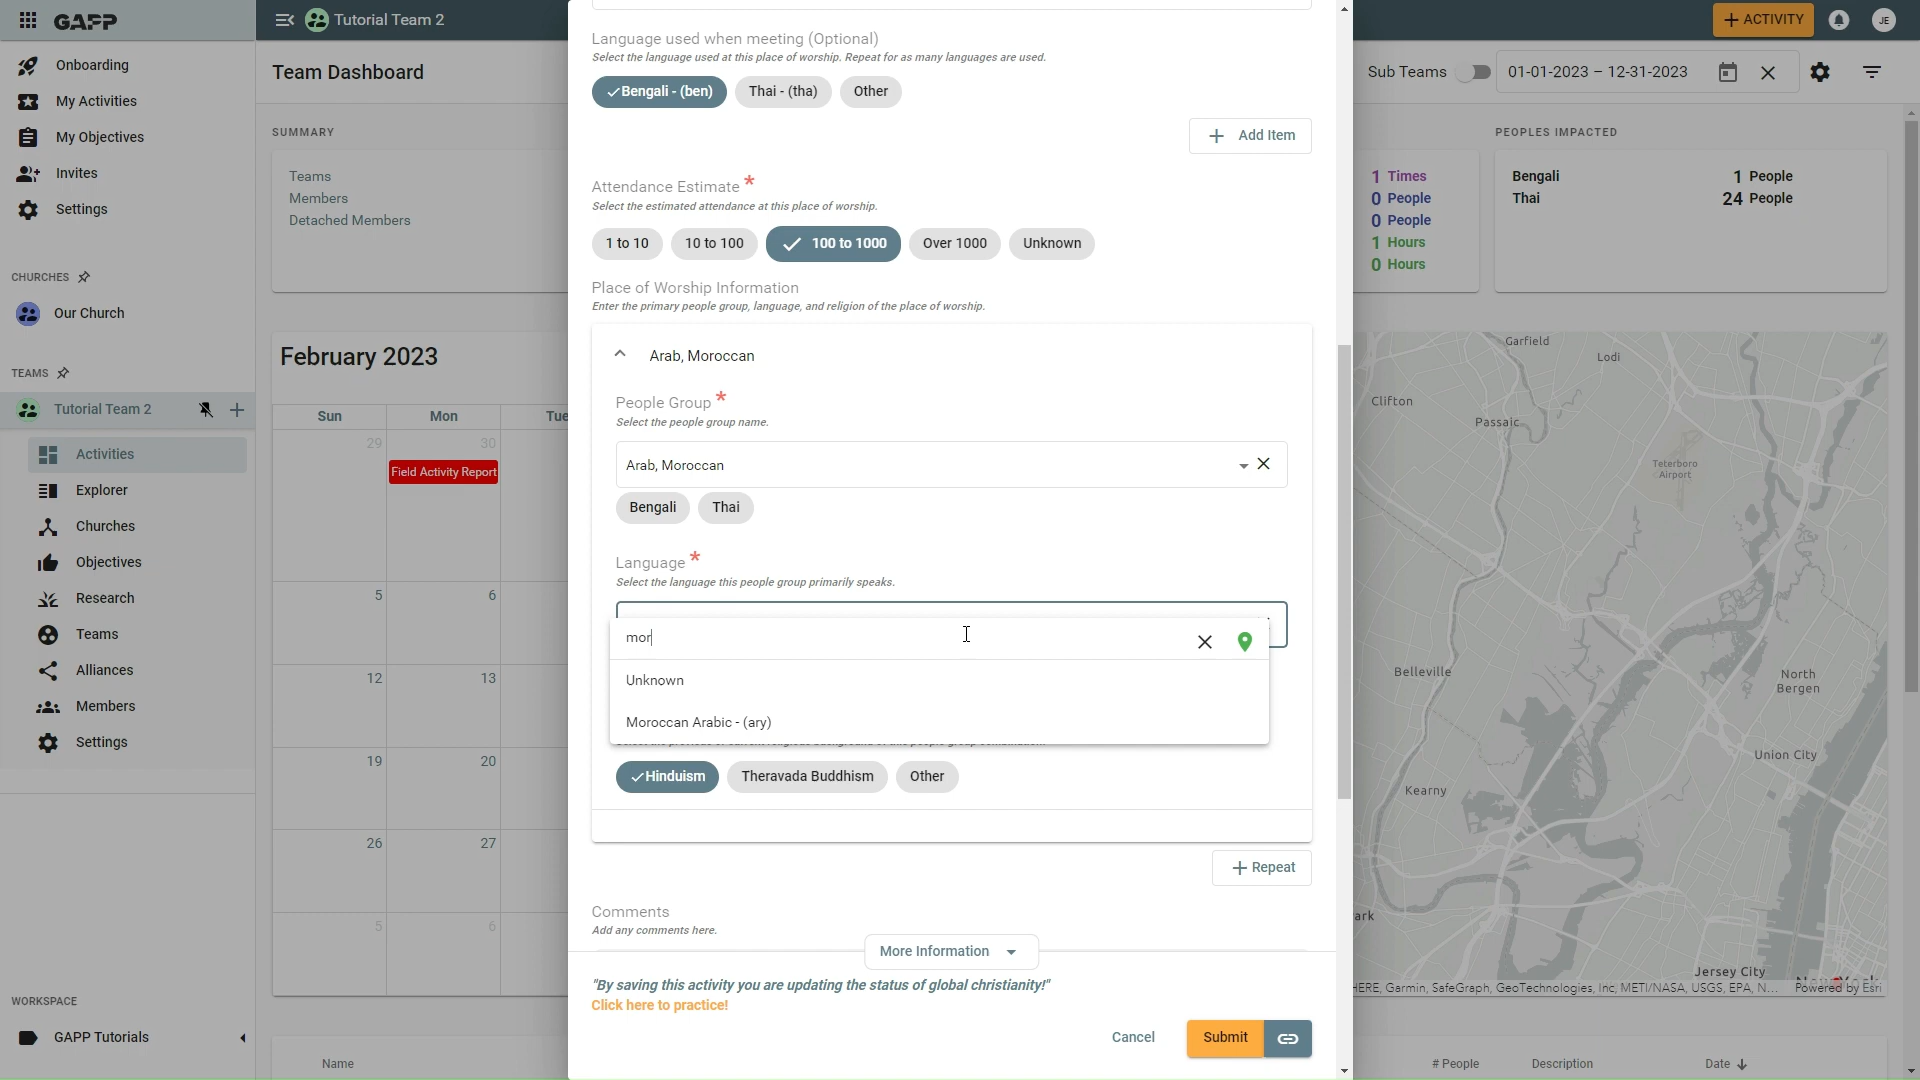 GAPP
Tutorial Team 2
+ ACTIVITY
JE
Onboarding
My Activities
My Objectives
Invites
Settings
CHURCHES
Our Church
TEAMS
Tutorial Team 2
Activities
Explorer
Churches
Objectives
Research
Teams
Alliances
Members
Settings
WORKSPACE
GAPP Tutorials
Team Dashboard
Sub Teams
01-01-2023 – 12-31-2023
SUMMARY
Teams
Members
Detached Members
February 2023
Sun Mon Tue
29 30
Field Activity Report
5 6
12 13
19 20
26 27
5 6
Name
Language used when meeting (Optional)
Select the language used at this place of worship. Repeat for as many languages are used.
Bengali - (ben) Thai - (tha) Other
+ Add Item
Attendance Estimate *
Select the estimated attendance at this place of worship.
1 to 10 10 to 100 100 to 1000 Over 1000 Unknown
Place of Worship Information
Enter the primary people group, language, and religion of the place of worship.
Arab, Moroccan
People Group *
Select the people group name.
Arab, Moroccan
Bengali Thai
Language *
Select the language this people group primarily speaks.
mor
Unknown
Moroccan Arabic - (ary)
Hinduism Theravada Buddhism Other
+ Repeat
Comments
Add any comments here.
More Information
"By saving this activity you are updating the status of global christianity!"
Click here to practice!
Cancel Submit
1 Times
0 People
0 People
1 Hours
0 Hours
PEOPLES IMPACTED
Bengali 1 People
Thai 24 People
Garfield
Lodi
Clifton
Passaic
Teterboro
Airport
Belleville
North
Bergen
Union City
Kearny
ark
Jersey City
HERE, Garmin, SafeGraph, GeoTechnologies, Inc, METI/NASA, USGS, EPA, N... Powered by Esri
# People Description Date